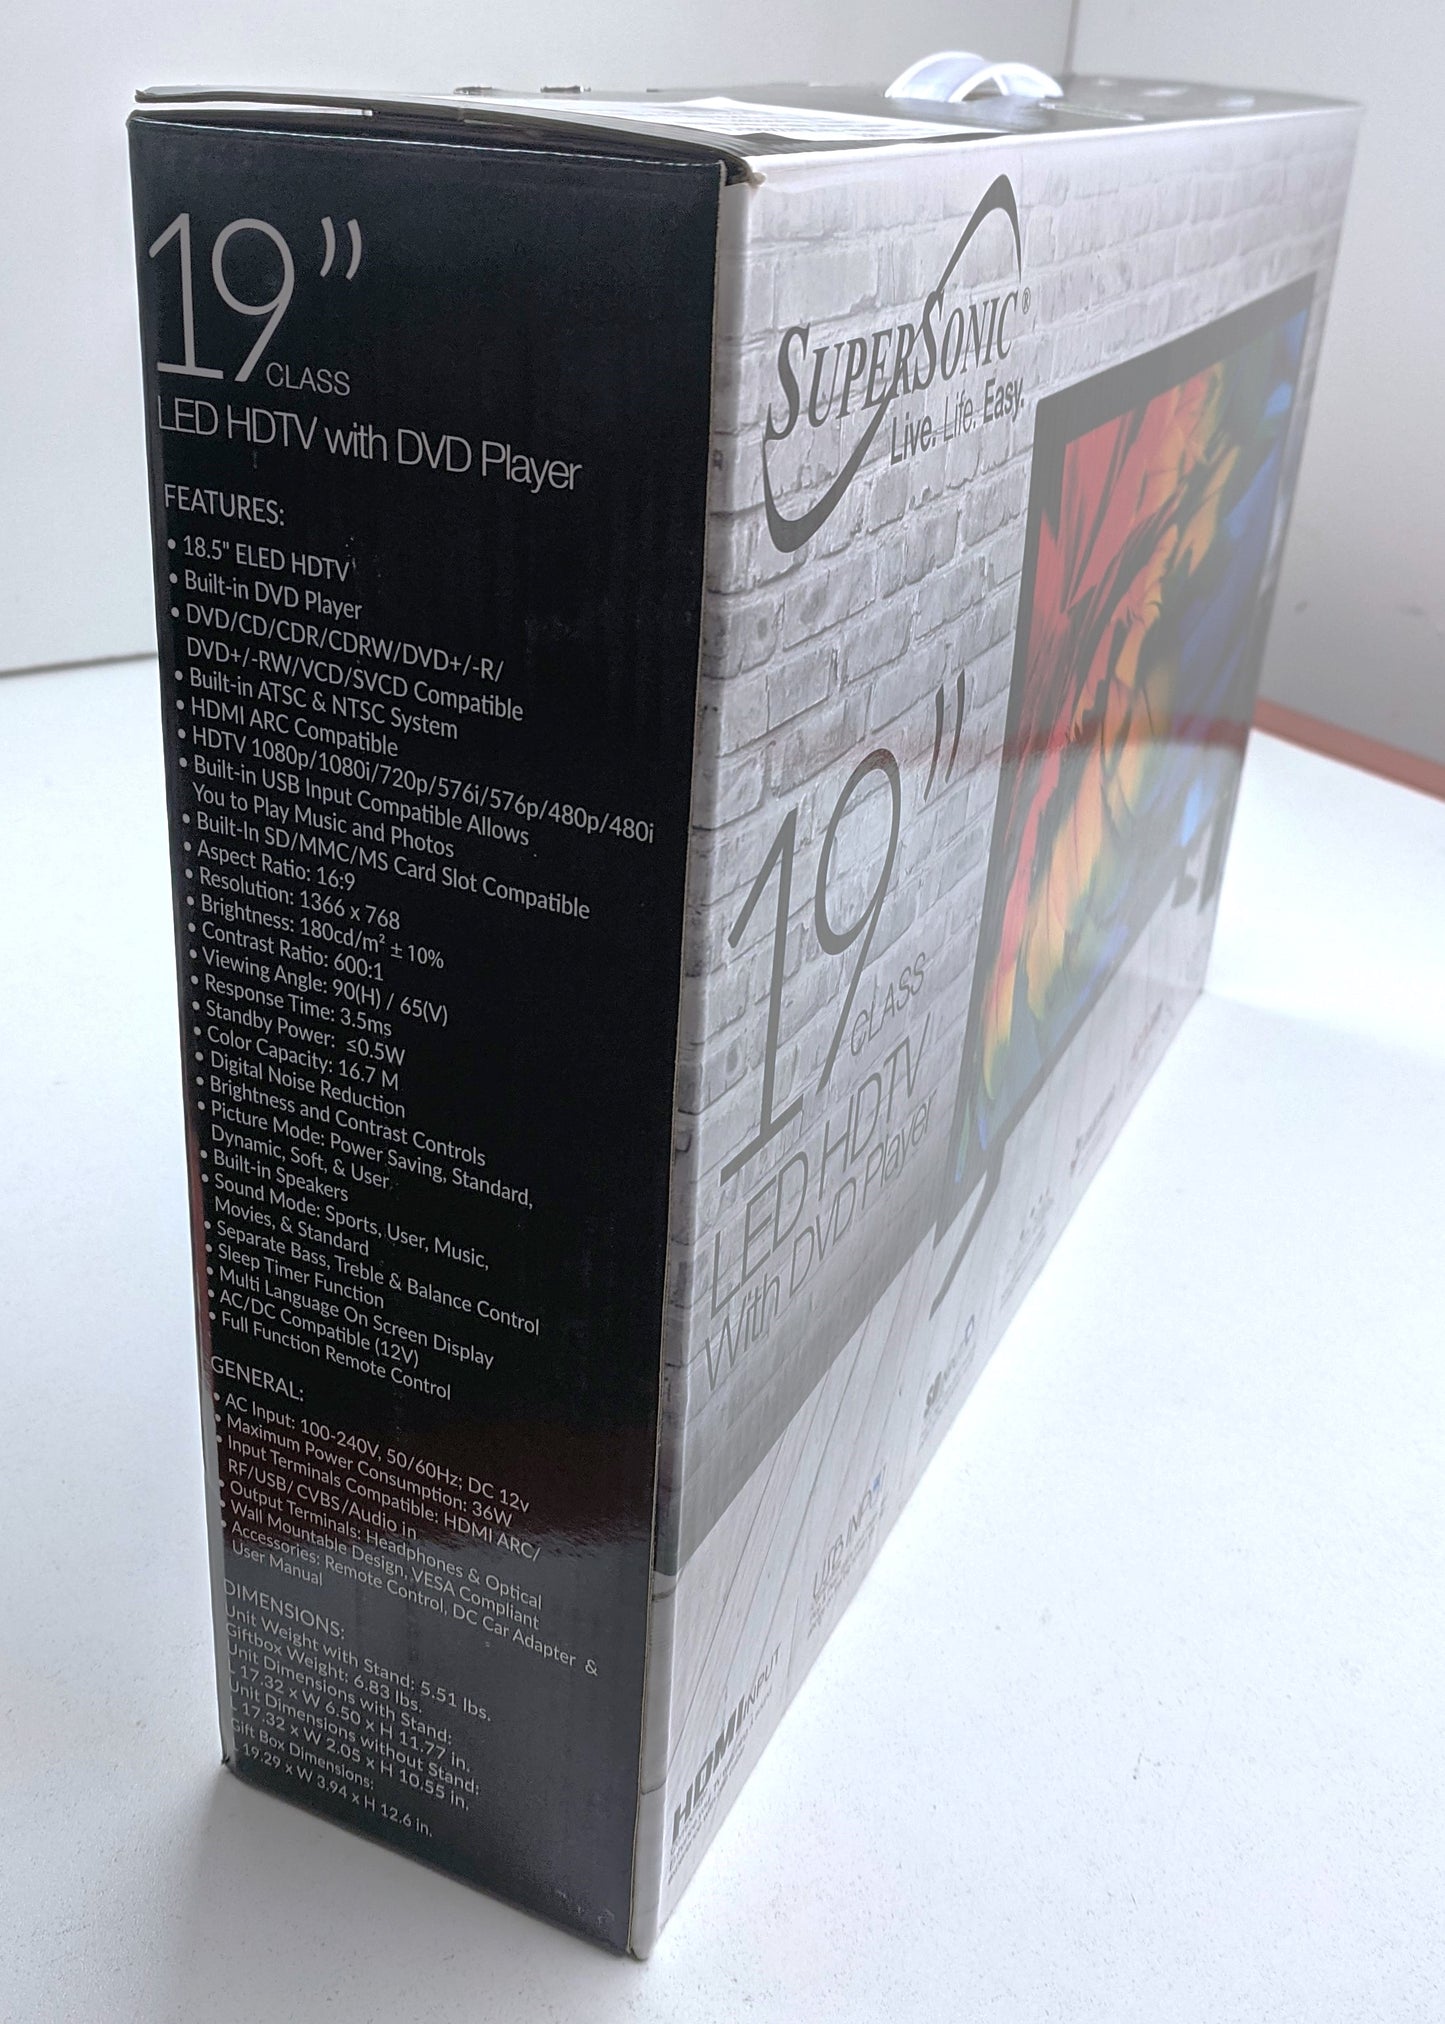 19”
CLASS
LED HDTV with DVD Player
FEATURES:
• 18.5" ELED HDTV
• Built-in DVD Player
• DVD/CD/CDR/CDRW/DVD+/-R/
DVD+/-RW/VCD/SVCD Compatible
• Built-in ATSC & NTSC System
• HDMI ARC Compatible
• HDTV 1080p/1080i/720p/576i/576p/480p/480i
• Built-in USB Input Compatible Allows
You to Play Music and Photos
• Built-In SD/MMC/MS Card Slot Compatible
• Aspect Ratio: 16:9
• Resolution: 1366 x 768
• Brightness: 180cd/m² ± 10%
• Contrast Ratio: 600:1
• Viewing Angle: 90(H) / 65(V)
• Response Time: 3.5ms
• Standby Power: ≤0.5W
• Color Capacity: 16.7 M
• Digital Noise Reduction
• Brightness and Contrast Controls
• Picture Mode: Power Saving, Standard,
Dynamic, Soft, & User
• Built-in Speakers
• Sound Mode: Sports, User, Music,
Movies, & Standard
• Separate Bass, Treble & Balance Control
• Sleep Timer Function
• Multi Language On Screen Display
• AC/DC Compatible (12V)
• Full Function Remote Control
GENERAL:
• AC Input: 100-240V, 50/60Hz; DC 12v
• Maximum Power Consumption: 36W
• Input Terminals Compatible: HDMI ARC/
RF/USB/ CVBS/Audio in
• Output Terminals: Headphones & Optical
• Wall Mountable Design, VESA Compliant
• Accessories: Remote Control, DC Car Adapter &
User Manual
DIMENSIONS:
Unit Weight with Stand: 5.51 lbs.
Giftbox Weight: 6.83 lbs.
Unit Dimensions with Stand:
L 17.32 x W 6.50 x H 11.77 in.
Unit Dimensions without Stand:
L 17.32 x W 2.05 x H 10.55 in.
Gift Box Dimensions:
L 19.29 x W 3.94 x H 12.6 in.
SUPERSONIC®
Live. Life. Easy.
19”
CLASS
LED HDTV
With DVD Player
HDMI INPUT
USB INPUT